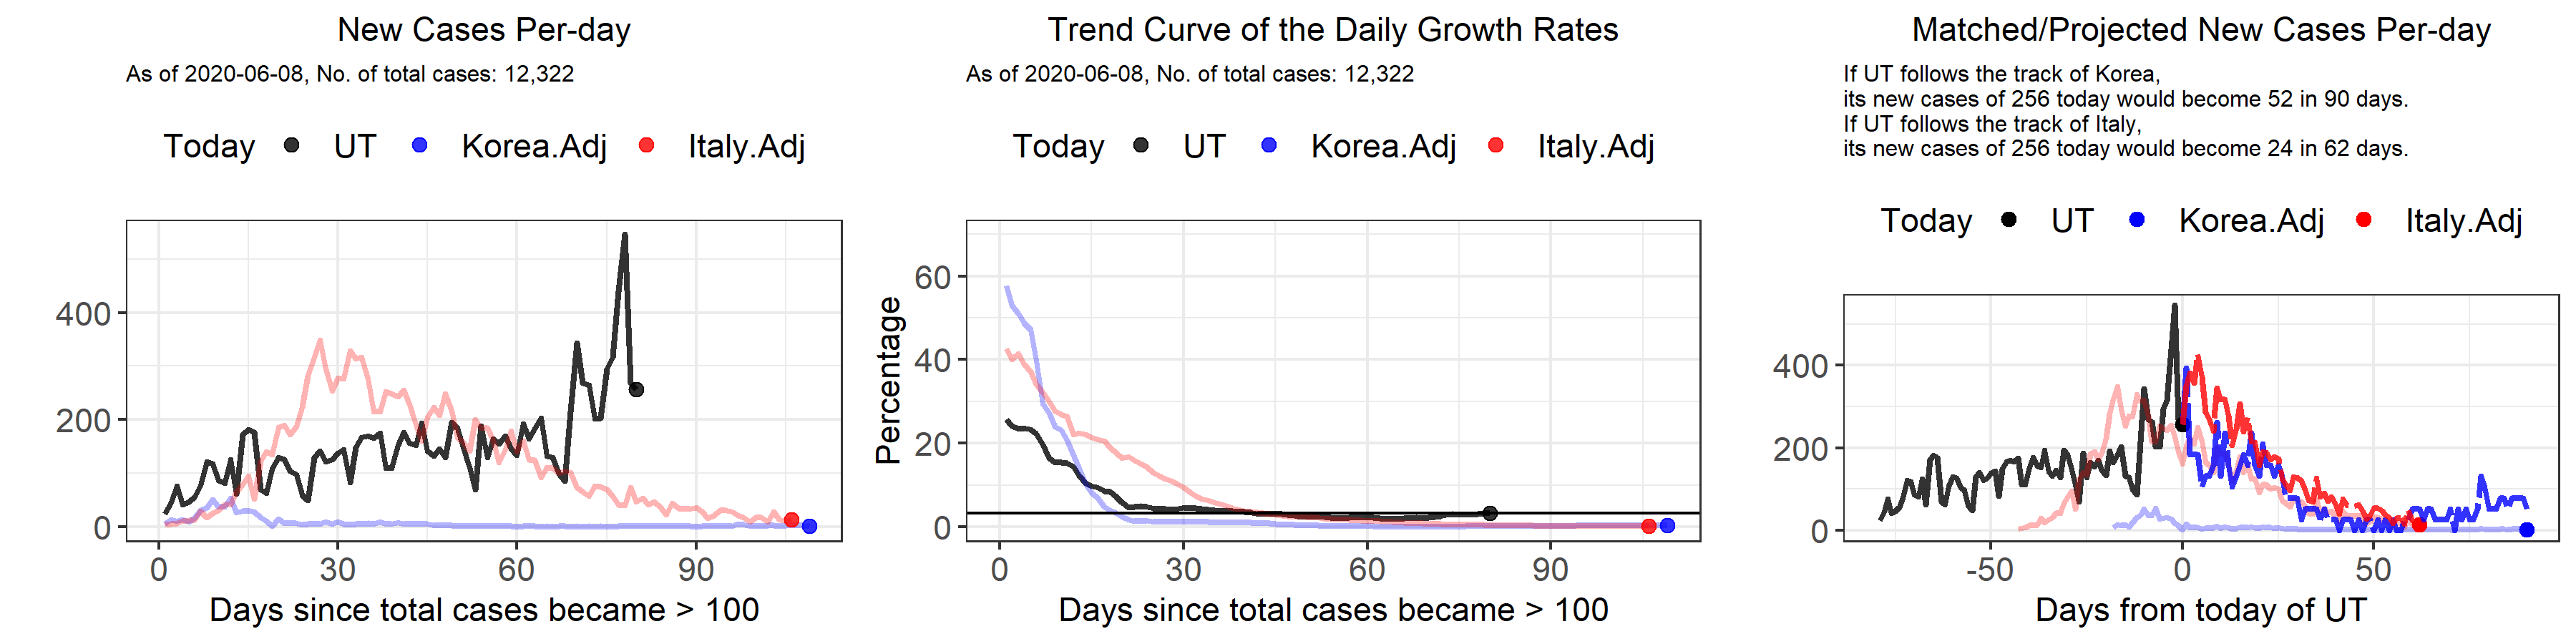 New Cases Per-day
As of 2020-06-08, No. of total cases: 12,322
Today UT Korea.Adj Italy.Adj
400
200
0
0 30 60 90
Days since total cases became > 100
Trend Curve of the Daily Growth Rates
As of 2020-06-08, No. of total cases: 12,322
Today UT Korea.Adj Italy.Adj
Percentage
60
40
20
0
0 30 60 90
Days since total cases became > 100
Matched/Projected New Cases Per-day
If UT follows the track of Korea,
its new cases of 256 today would become 52 in 90 days.
If UT follows the track of Italy,
its new cases of 256 today would become 24 in 62 days.
Today UT Korea.Adj Italy.Adj
400
200
0
-50 0 50
Days from today of UT